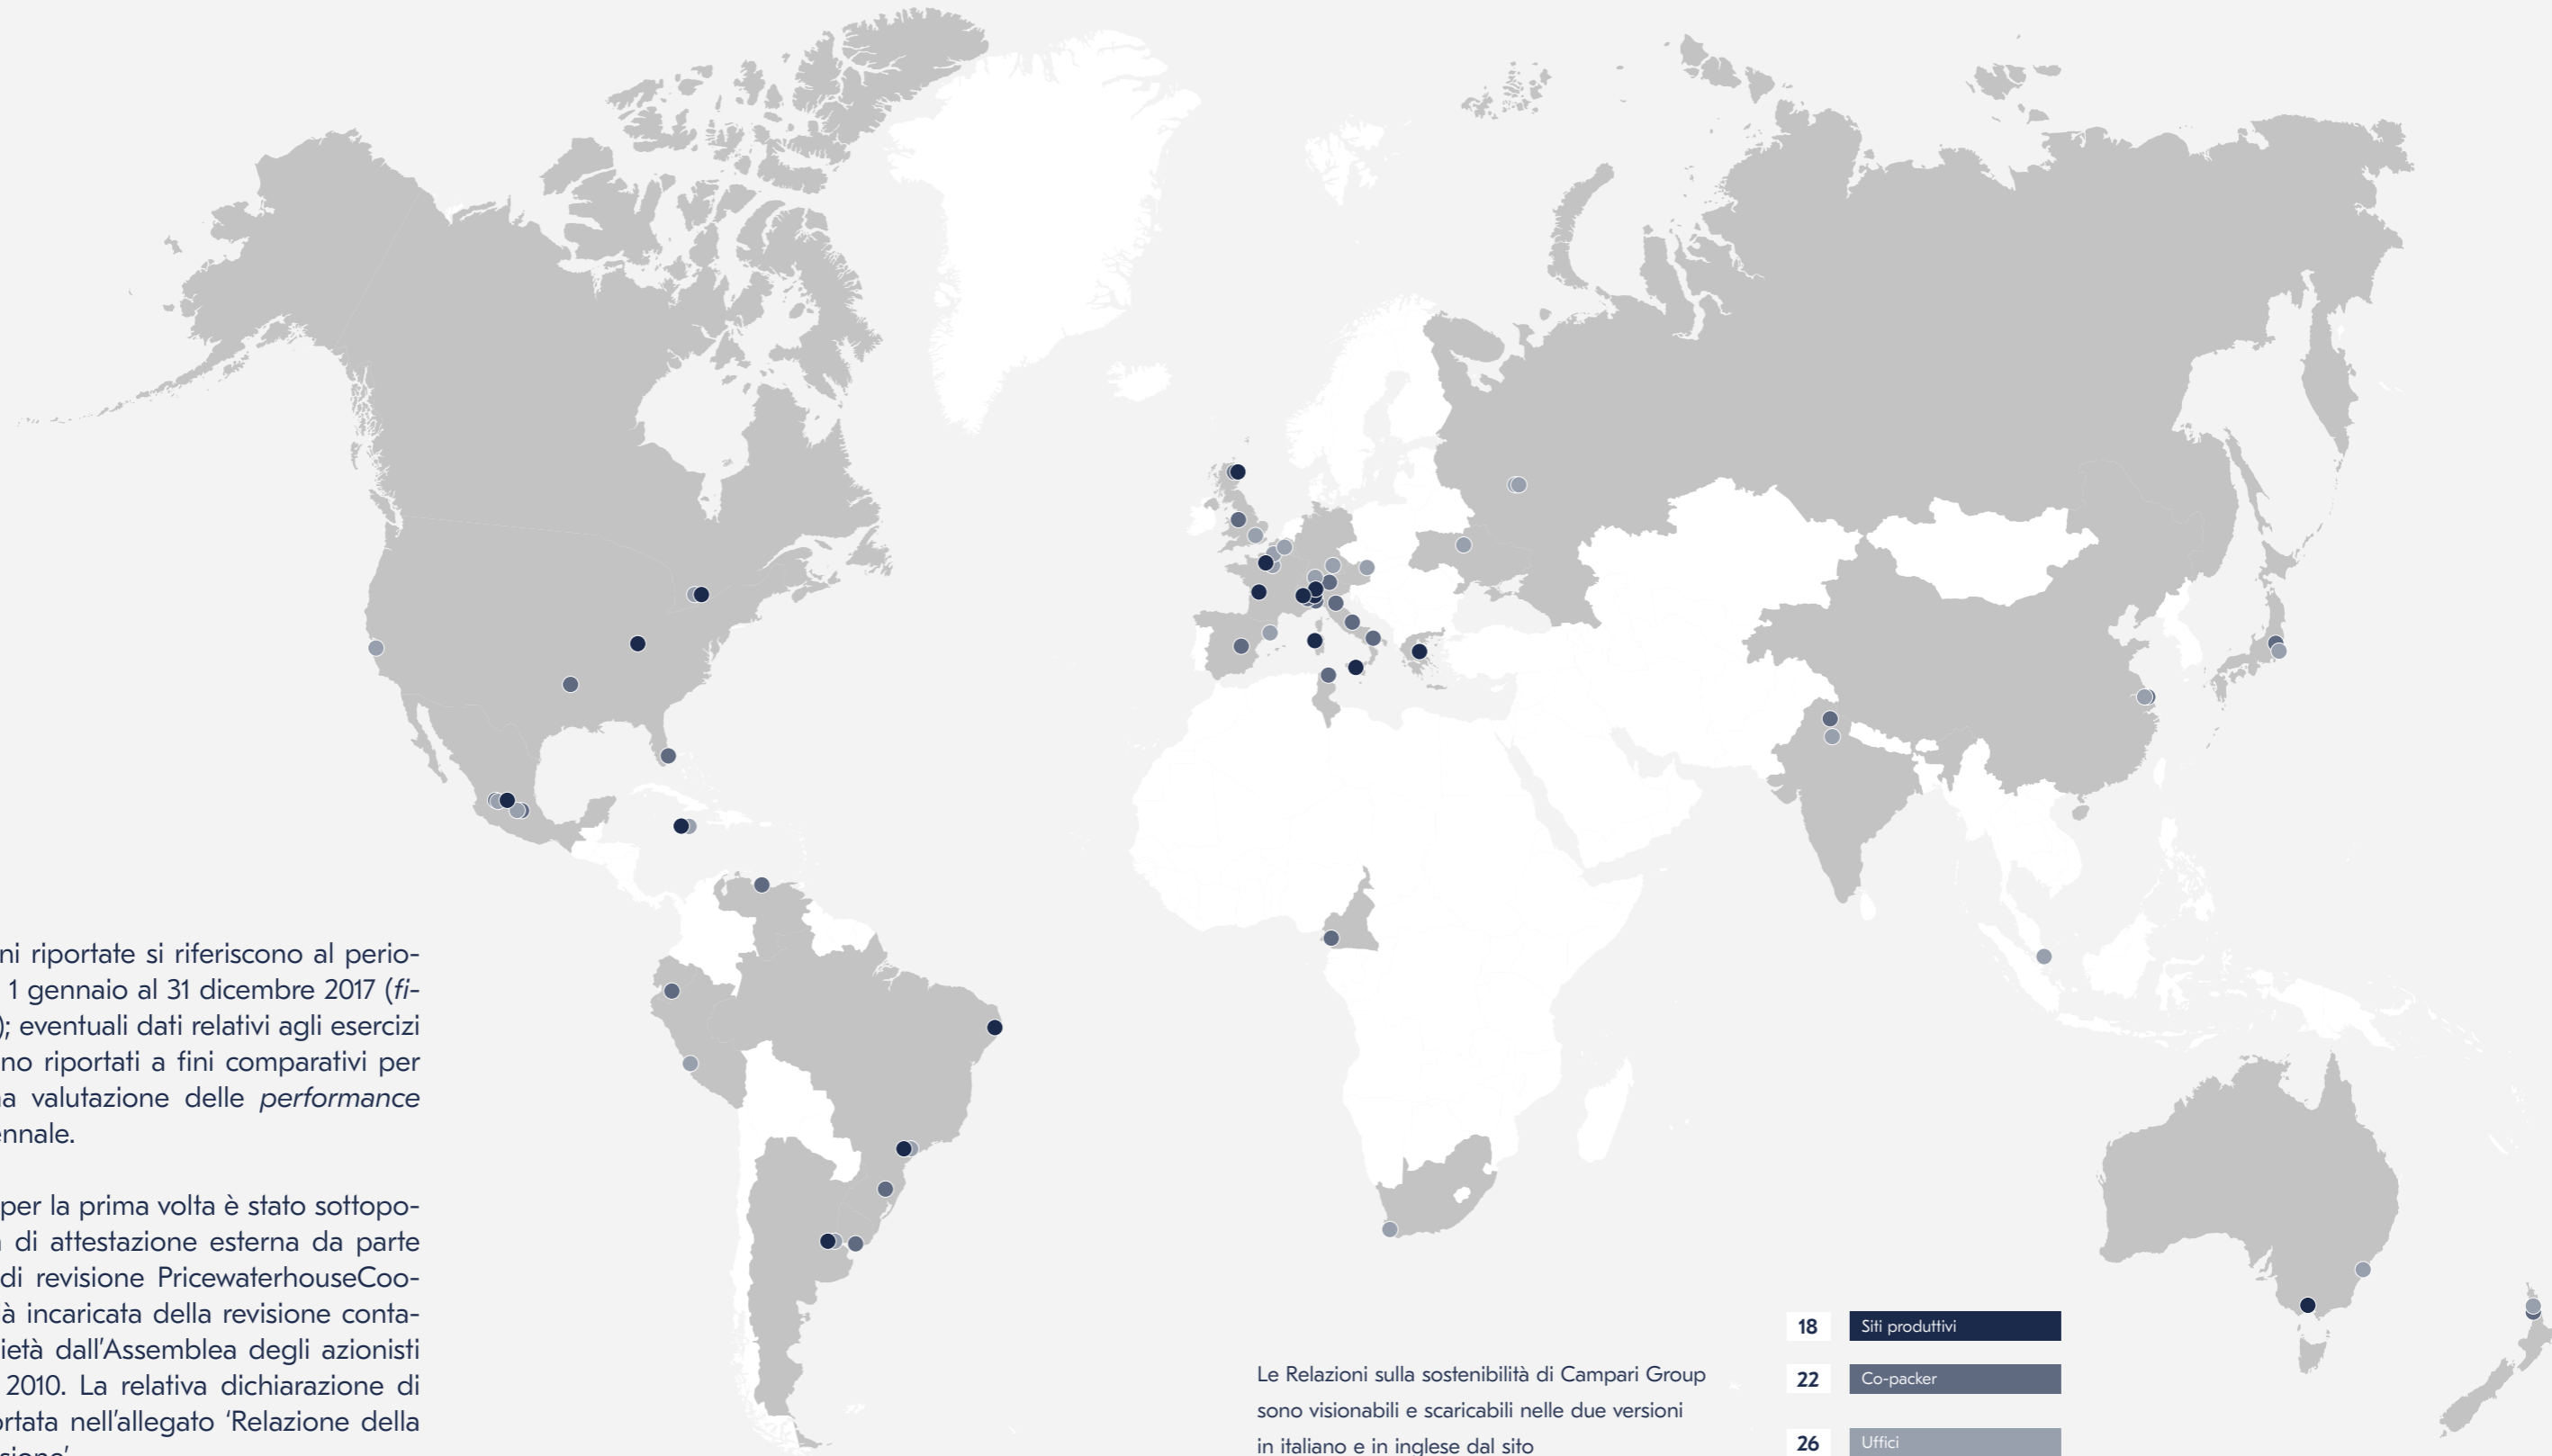 ni riportate si riferiscono al perio-
1 gennaio al 31 dicembre 2017 (fi-
); eventuali dati relativi agli esercizi
no riportati a fini comparativi per
a valutazione delle performance
ennale.
per la prima volta è stato sottopo-
di attestazione esterna da parte
di revisione PricewaterhouseCoo-
à incaricata della revisione conta-
ietà dall'Assemblea degli azionisti
2010. La relativa dichiarazione di
ortata nell'allegato 'Relazione della
sione'.
Le Relazioni sulla sostenibilità di Campari Group
sono visionabili e scaricabili nelle due versioni
in italiano e in inglese dal sito
18 Siti produttivi
22 Co-packer
26 Uffici